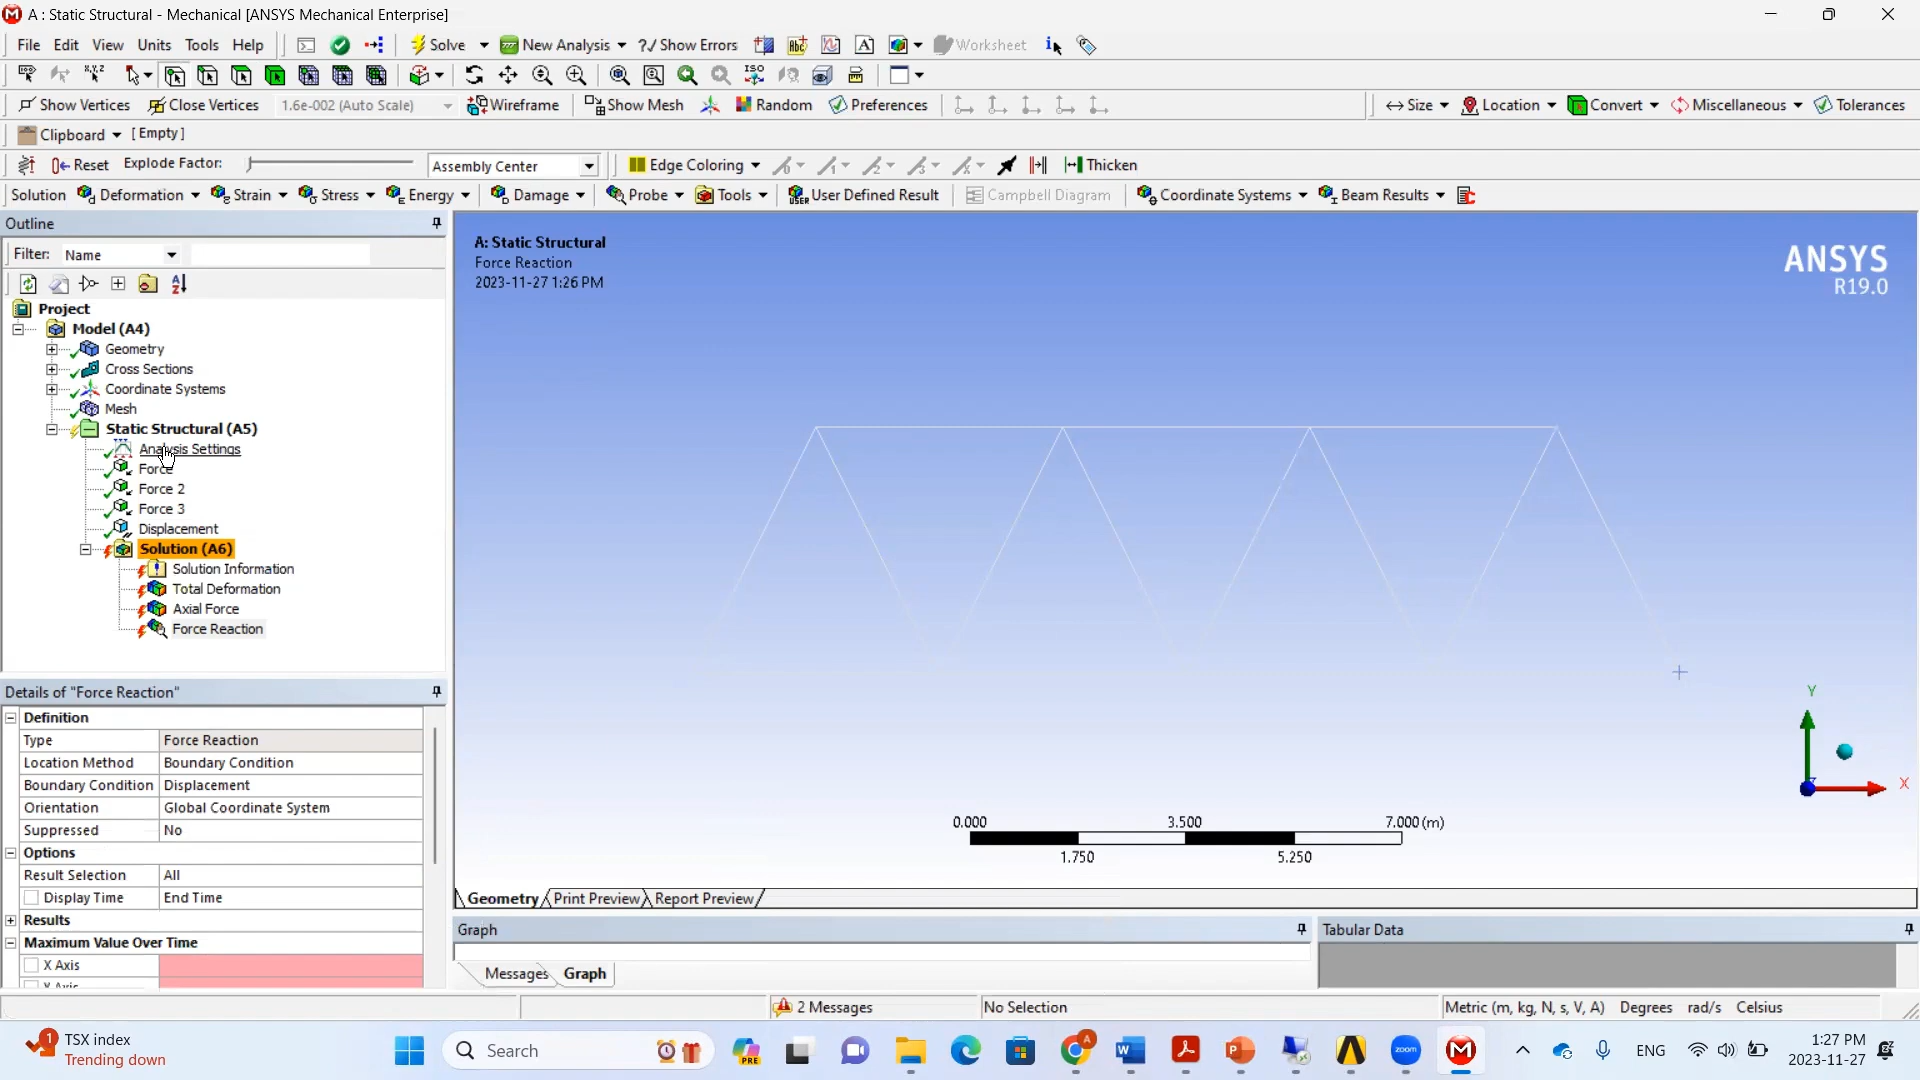 A : Static Structural - Mechanical [ANSYS Mechanical Enterprise]
File Edit View Units Tools Help Solve New Analysis ?/ Show Errors Worksheet
Show Vertices Close Vertices 1.6e-002 (Auto Scale) Wireframe Show Mesh Random Preferences Size Location Convert Miscellaneous Tolerances
Clipboard [ Empty ]
Reset Explode Factor: Assembly Center Edge Coloring Thicken
Solution Deformation Strain Stress Energy Damage Probe Tools User Defined Result Campbell Diagram Coordinate Systems Beam Results
Outline
Filter: Name
Project
Model (A4)
Geometry
Cross Sections
Coordinate Systems
Mesh
Static Structural (A5)
Analysis Settings
Force
Force 2
Force 3
Displacement
Solution (A6)
Solution Information
Total Deformation
Axial Force
Force Reaction
Details of "Force Reaction"
Definition
Type Force Reaction
Location Method Boundary Condition
Boundary Condition Displacement
Orientation Global Coordinate System
Suppressed No
Options
Result Selection All
Display Time End Time
Results
Maximum Value Over Time
X Axis
Y Axis
A: Static Structural
Force Reaction
2023-11-27 1:26 PM
ANSYS
R19.0
Y
X
0.000 3.500 7.000 (m)
1.750 5.250
Geometry Print Preview Report Preview
Graph
Tabular Data
Messages Graph
2 Messages No Selection Metric (m, kg, N, s, V, A) Degrees rad/s Celsius
1 TSX index
Trending down
Search
PRE
zoom
ENG
1:27 PM
2023-11-27